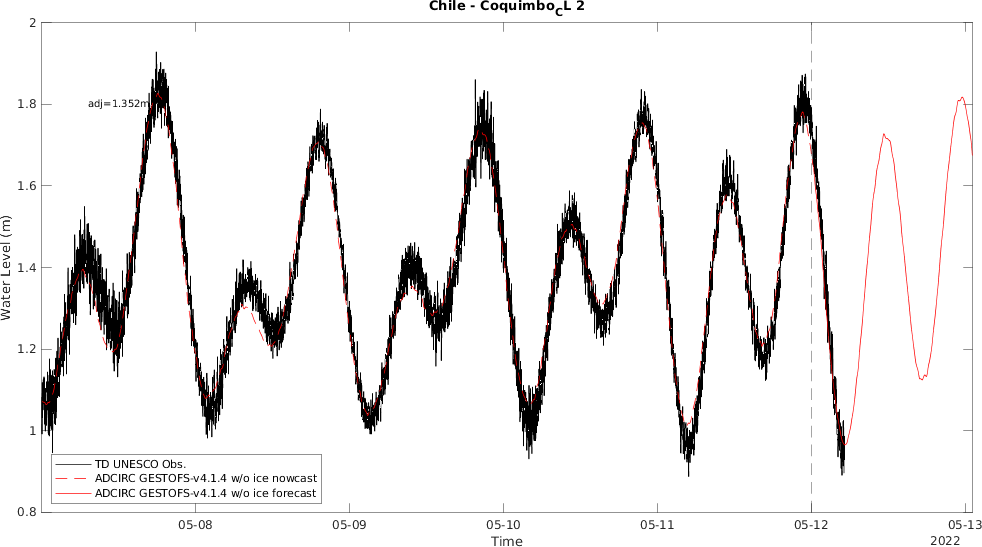 Chile - Coquimbo_CL 2
adj=1.352m
Water Level (m)
2
1.8
1.6
1.4
1.2
1
0.8
TD UNESCO Obs.
ADCIRC GESTOFS-v4.1.4 w/o ice nowcast
ADCIRC GESTOFS-v4.1.4 w/o ice forecast
05-08 05-09 05-10 05-11 05-12 05-13
Time
2022